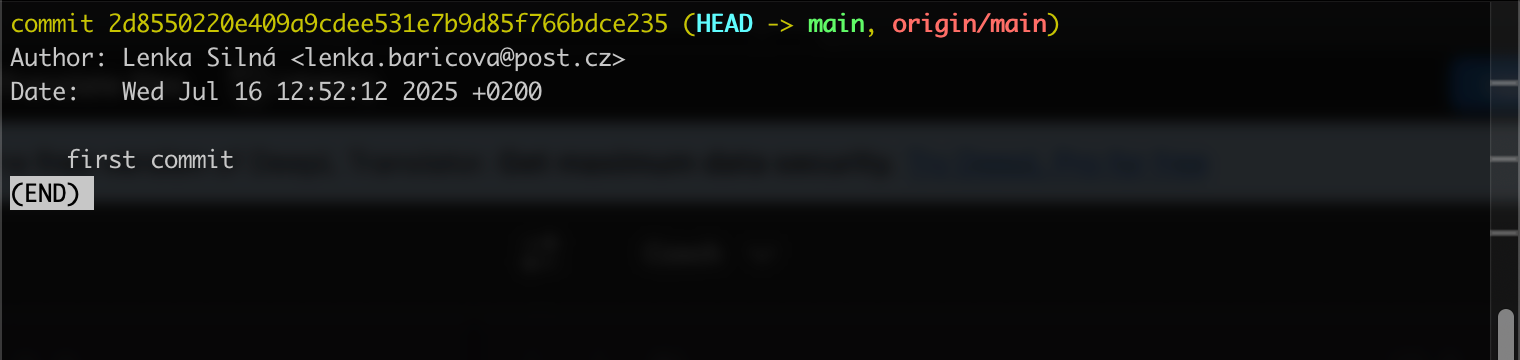 commit 2d8550220e409a9cdee531e7b9d85f766bdce235 (HEAD -> main, origin/main)
Author: Lenka Silná <lenka.baricova@post.cz>
Date:   Wed Jul 16 12:52:12 2025 +0200
first commit
(END)